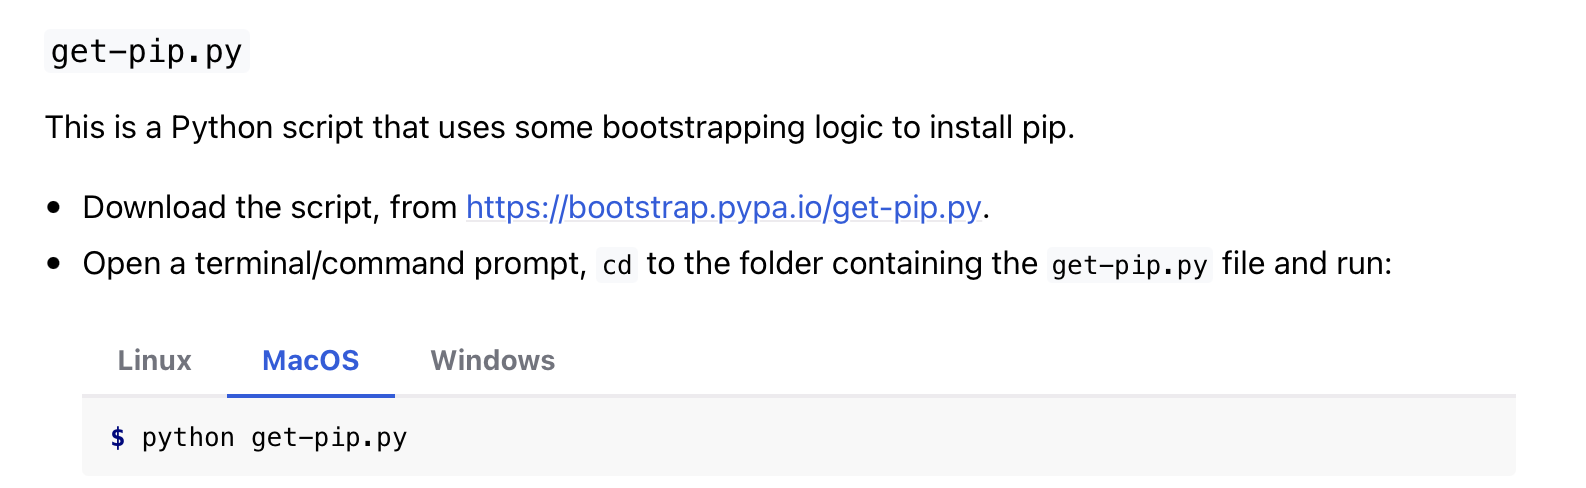 get-pip.py
This is a Python script that uses some bootstrapping logic to install pip.
• Download the script, from https://bootstrap.pypa.io/get-pip.py.
• Open a terminal/command prompt, cd to the folder containing the get-pip.py file and run:
Linux MacOS Windows
$ python get-pip.py